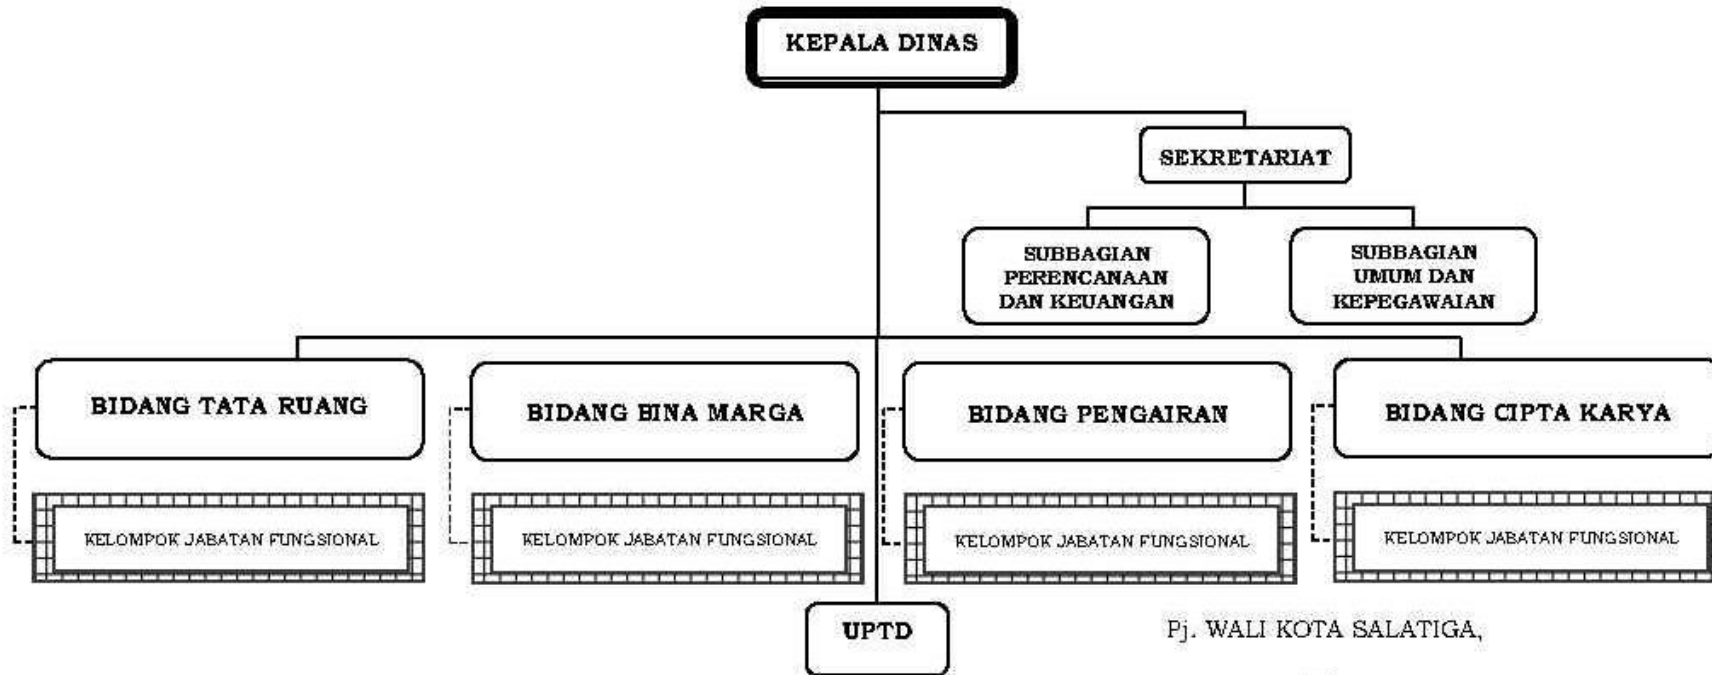 KEPALA DINAS
SEKRETARIAT
SUBBAGIAN
PERENCANAAN
DAN KEUANGAN
SUBBAGIAN
UMUM DAN
KEPEGAWAIAN
BIDANG TATA RUANG
BIDANG BINA MARGA
BIDANG PENGAIRAN
BIDANG CIPTA KARYA
KELOMPOK JABATAN FUNGSIONAL
KELOMPOK JABATAN FUNGSIONAL
KELOMPOK JABATAN FUNGSIONAL
KELOMPOK JABATAN FUNGSIONAL
UPTD
Pj. WALI KOTA SALATIGA,